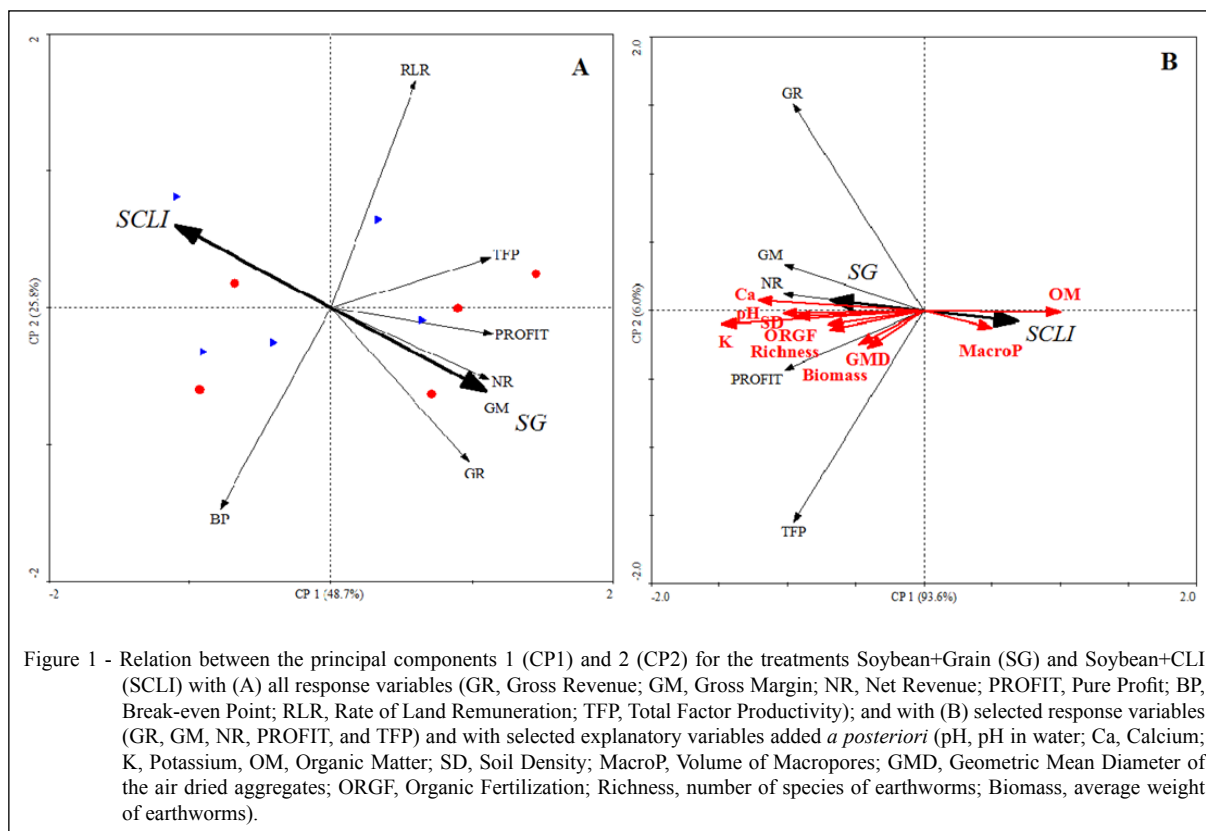 2
A
RLR
SCLI
TFP
CP 2 (25.8%)
PROFIT
NR
GM
SG
GR
BP
-2
-2
CP 1 (48.7%)
2
2.0
B
GR
GM
SG
NR
Ca
OM
CP 2 (6.0%)
pH
SD
SCLI
K
ORGF
MacroP
Richness
GMD
PROFIT
Biomass
TFP
-2.0
-2.0
CP 1 (93.6%)
2.0
Figure 1 - Relation between the principal components 1 (CP1) and 2 (CP2) for the treatments Soybean+Grain (SG) and Soybean+CLI
(SCLI) with (A) all response variables (GR, Gross Revenue; GM, Gross Margin; NR, Net Revenue; PROFIT, Pure Profit; BP,
Break-even Point; RLR, Rate of Land Remuneration; TFP, Total Factor Productivity); and with (B) selected response variables
(GR, GM, NR, PROFIT, and TFP) and with selected explanatory variables added a posteriori (pH, pH in water; Ca, Calcium;
K, Potassium, OM, Organic Matter; SD, Soil Density; MacroP, Volume of Macropores; GMD, Geometric Mean Diameter of
the air dried aggregates; ORGF, Organic Fertilization; Richness, number of species of earthworms; Biomass, average weight
of earthworms).